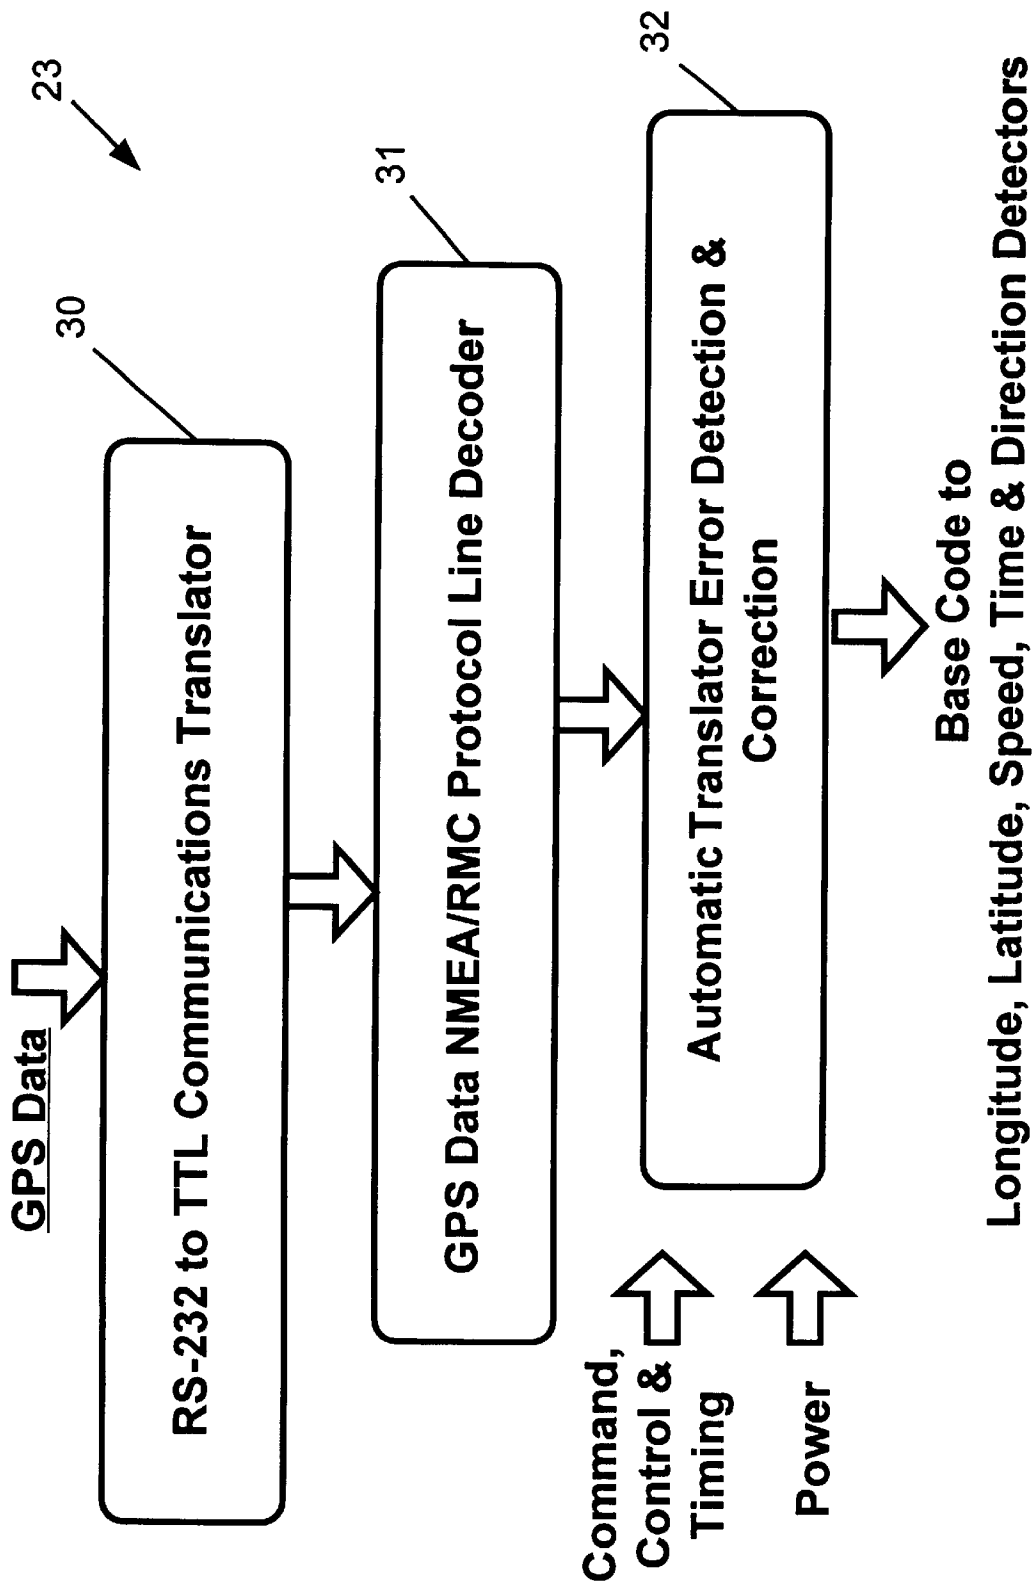 23
GPS Data
30
RS-232 to TTL Communications Translator
31
GPS Data NMEA/RMC Protocol Line Decoder
32
Automatic Translator Error Detection &
Correction
Command,
Control &
Timing
Power
Base Code to
Longitude, Latitude, Speed, Time & Direction Detectors